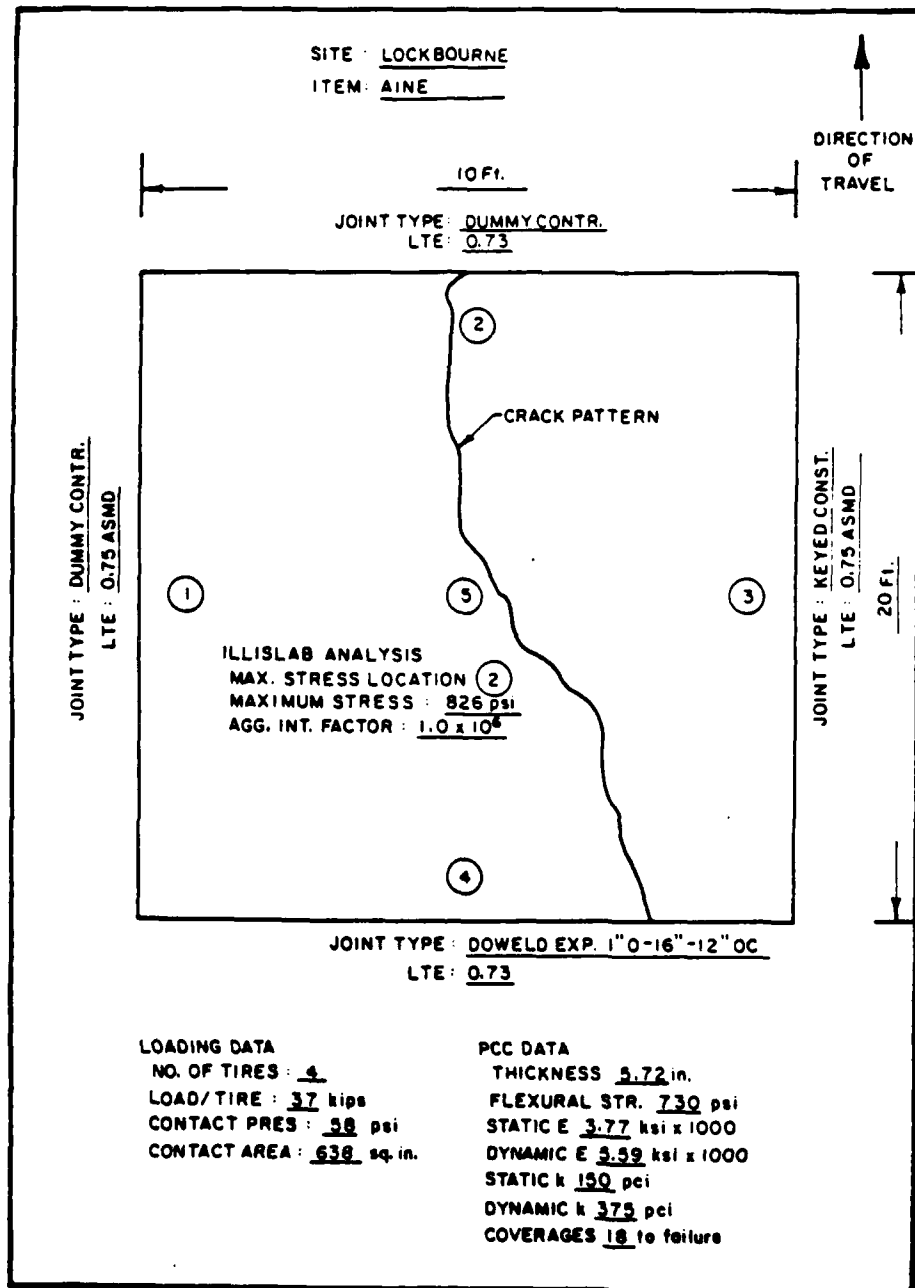 SITE : LOCKBOURNE
ITEM: AINE
DIRECTION
OF
TRAVEL
10 Ft.
JOINT TYPE: DUMMY CONTR.
LTE: 0.73
2
CRACK PATTERN
JOINT TYPE : DUMMY CONTR.
LTE : 0.75 ASMD
1
5
3
JOINT TYPE : KEYED CONST.
LTE : 0.75 ASMD
20 Ft.
ILLISLAB ANALYSIS
MAX. STRESS LOCATION 2
MAXIMUM STRESS : 826 psi
AGG. INT. FACTOR : 1.0 x 10⁶
4
JOINT TYPE : DOWELD EXP. 1"0-16"-12" OC
LTE : 0.73
LOADING DATA
NO. OF TIRES : 4
LOAD/TIRE : 37 kips
CONTACT PRES : 58 psi
CONTACT AREA : 638 sq. in.
PCC DATA
THICKNESS 5.72 in.
FLEXURAL STR. 730 psi
STATIC E 3.77 ksi x 1000
DYNAMIC E 5.59 ksi x 1000
STATIC k 150 pci
DYNAMIC k 375 pci
COVERAGES 18 to failure